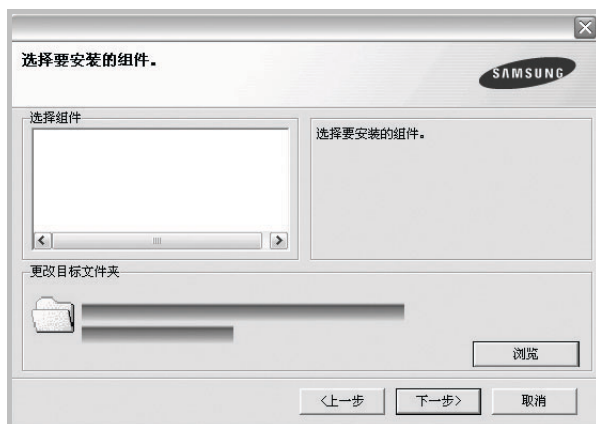 选择要安装的组件。
SAMSUNG
选择组件
选择要安装的组件。
更改目标文件夹
浏览
<上一步
下一步>
取消